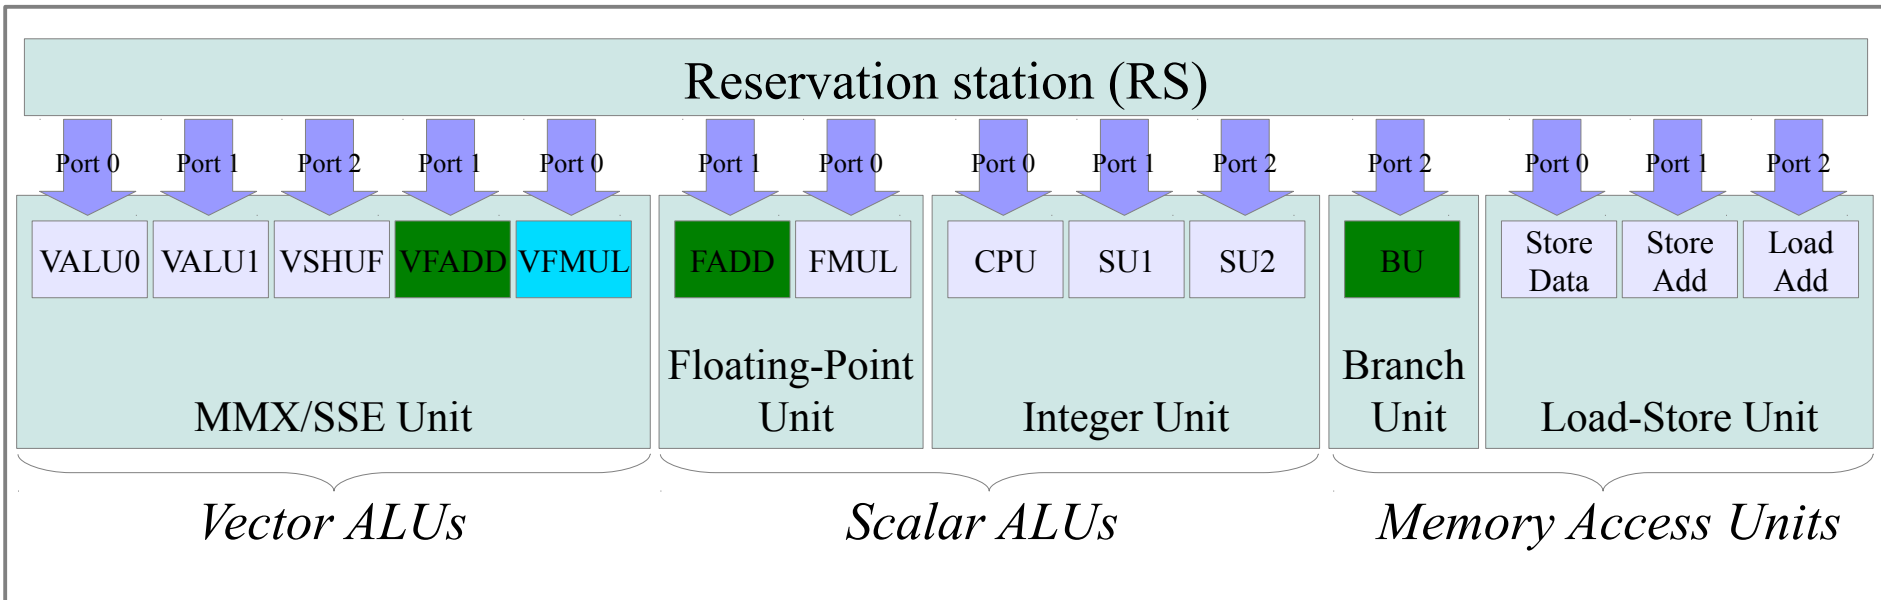 Reservation station (RS)
Port 0 Port 1 Port 2 Port 1 Port 0 Port 1 Port 0 Port 0 Port 1 Port 2 Port 2 Port 0 Port 1 Port 2
VALU0 VALU1 VSHUF VFADD VFMUL FADD FMUL CPU SU1 SU2 BU
Store Data
Store Add
Load Add
MMX/SSE Unit
Floating-Point
Unit
Integer Unit
Branch
Unit
Load-Store Unit
Vector ALUs
Scalar ALUs
Memory Access Units